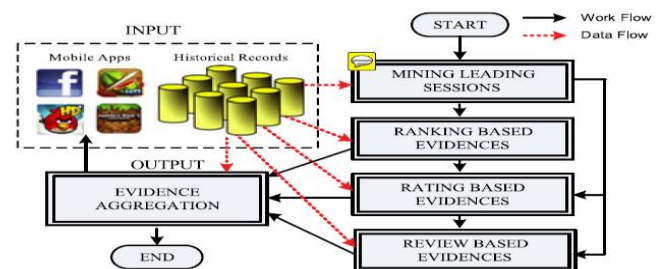 INPUT
Mobile Apps
Historical Records
HD
OUTPUT
EVIDENCE
AGGREGATION
END
START
Work Flow
Data Flow
MINING LEADING
SESSIONS
RANKING BASED
EVIDENCES
RATING BASED
EVIDENCES
REVIEW BASED
EVIDENCES